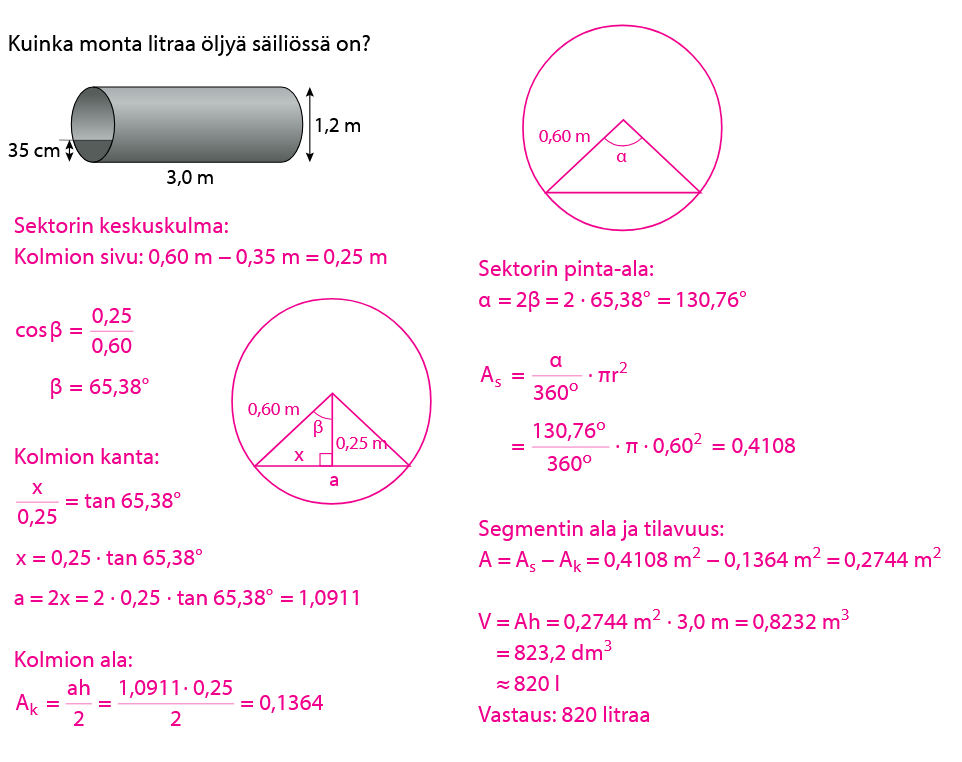 Kuinka monta litraa öljyä säiliössä on?
1,2 m
35 cm
3,0 m
Sektorin keskuskulma:
Kolmion sivu: 0,60 m – 0,35 m = 0,25 m
cosβ = 0,25/0,60
β = 65,38°
0,60 m
β
0,25 m
x
a
Kolmion kanta:
x/0,25 = tan 65,38°
x = 0,25 · tan 65,38°
a = 2x = 2 · 0,25 · tan 65,38° = 1,0911
Kolmion ala:
Aₖ = ah/2 = 1,0911 · 0,25/2 = 0,1364
0,60 m
α
Sektorin pinta-ala:
α = 2β = 2 · 65,38° = 130,76°
Aₛ = α/360° · πr²
= 130,76°/360° · π · 0,60² = 0,4108
Segmentin ala ja tilavuus:
A = Aₛ – Aₖ = 0,4108 m² – 0,1364 m² = 0,2744 m²
V = Ah = 0,2744 m² · 3,0 m = 0,8232 m³
= 823,2 dm³
≈ 820 l
Vastaus: 820 litraa